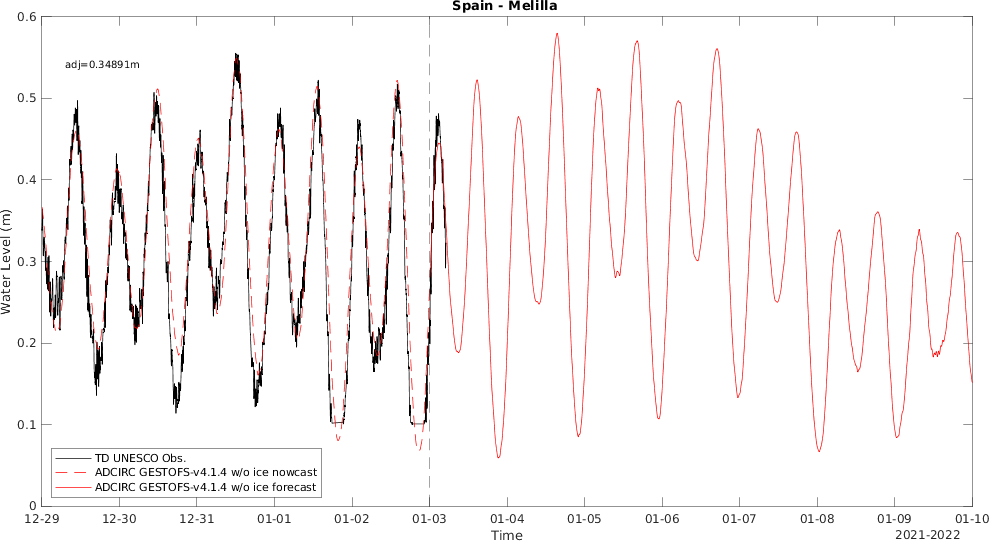 Spain - Melilla
adj=0.34891m
Water Level (m)
0.6
0.5
0.4
0.3
0.2
0.1
0
TD UNESCO Obs.
ADCIRC GESTOFS-v4.1.4 w/o ice nowcast
ADCIRC GESTOFS-v4.1.4 w/o ice forecast
12-29 12-30 12-31 01-01 01-02 01-03 01-04 01-05 01-06 01-07 01-08 01-09 01-10
Time
2021-2022